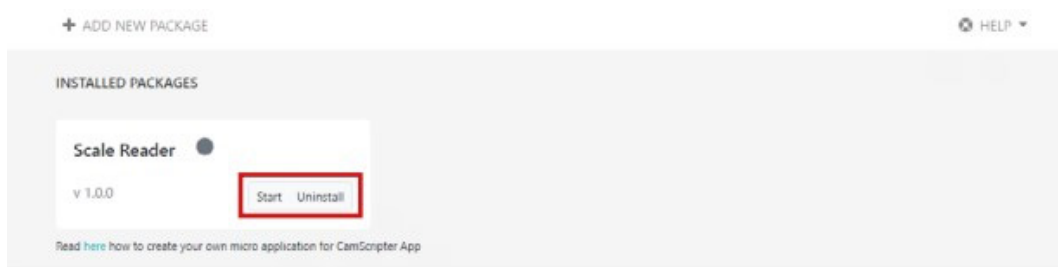 + ADD NEW PACKAGE
HELP
INSTALLED PACKAGES
Scale Reader
v 1.0.0
Start Uninstall
Read here how to create your own micro application for CamScripter App